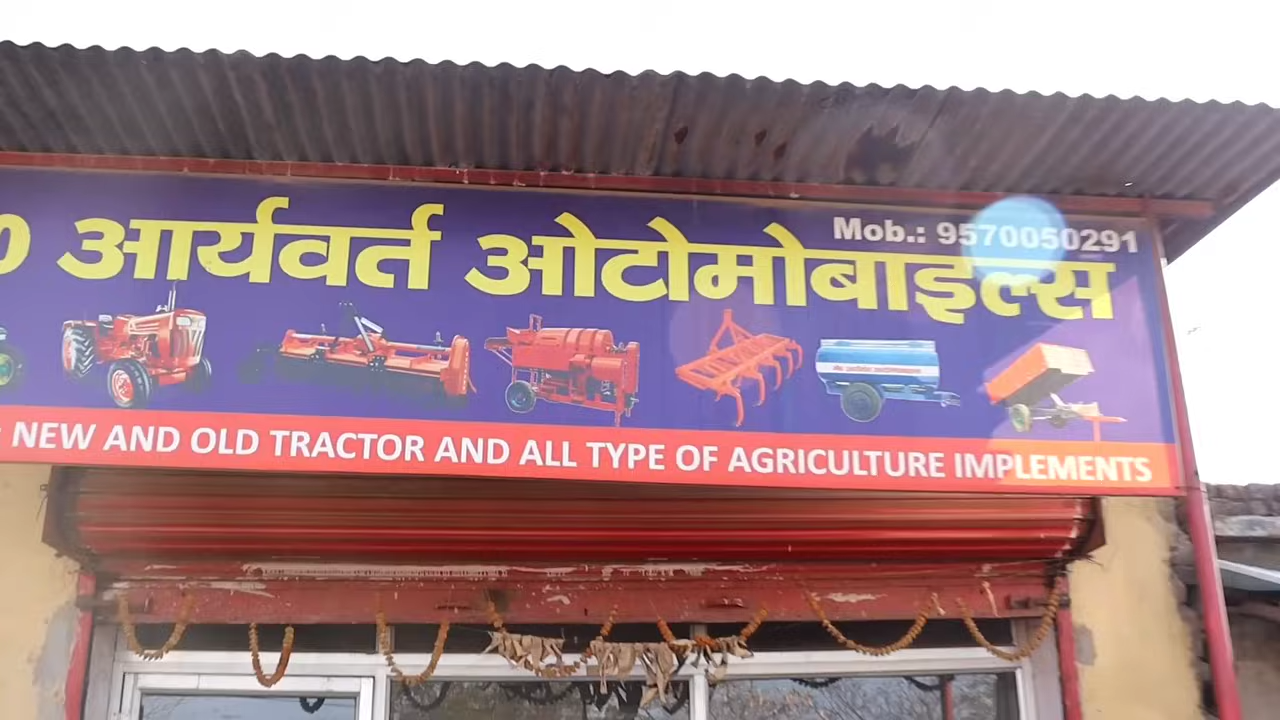 Mob.: 9570050291
आर्यवर्त ओटोमोबाइल्स
NEW AND OLD TRACTOR AND ALL TYPE OF AGRICULTURE IMPLEMENTS